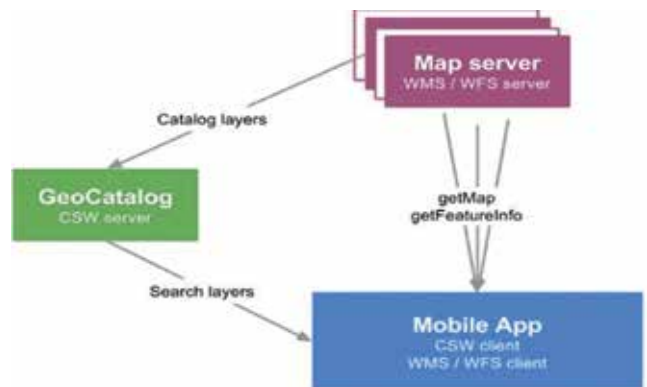 Map server
WMS / WFS server
Catalog layers
GeoCatalog
CSW server
getMap
getFeatureInfo
Search layers
Mobile App
CSW client
WMS / WFS client